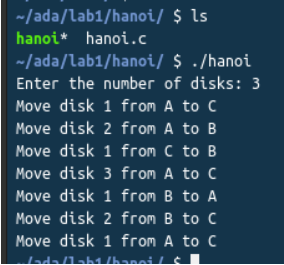 ~/ada/lab1/hanoi/ $ ls
hanoi* hanoi.c
~/ada/lab1/hanoi/ $ ./hanoi
Enter the number of disks: 3
Move disk 1 from A to C
Move disk 2 from A to B
Move disk 1 from C to B
Move disk 3 from A to C
Move disk 1 from B to A
Move disk 2 from B to C
Move disk 1 from A to C
~/ada/lab1/hanoi/ $